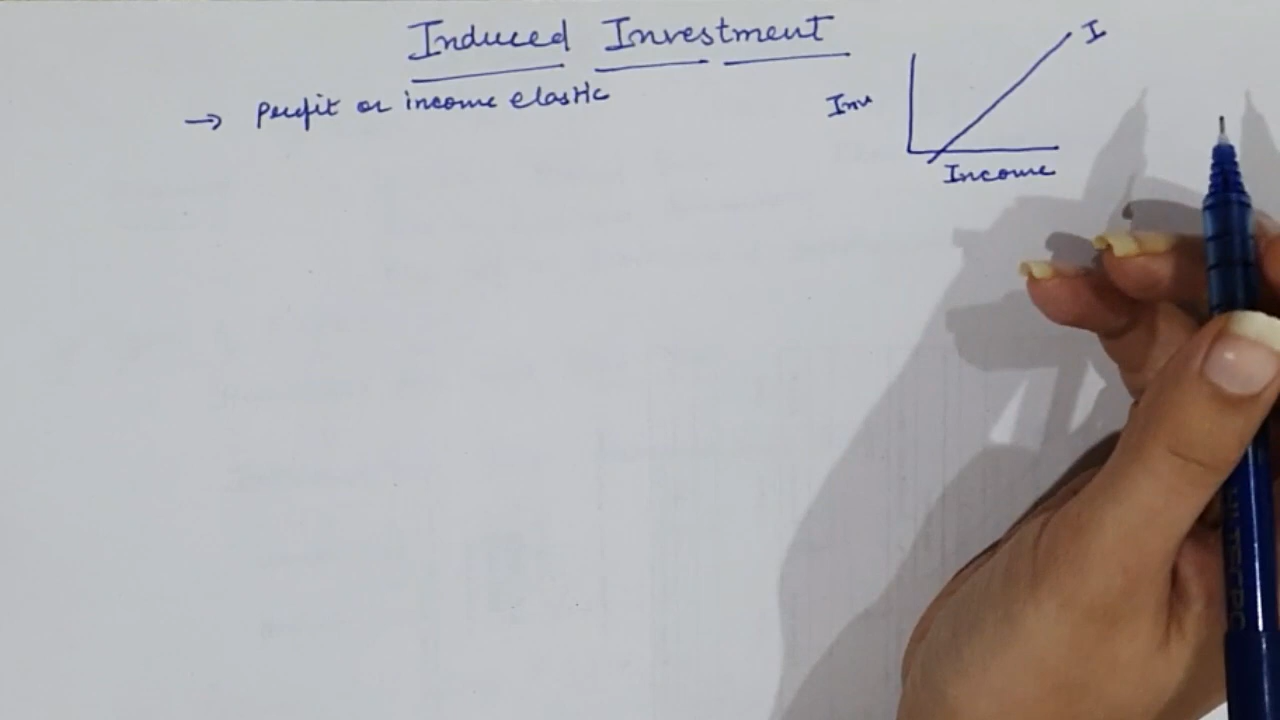 Induced Investment
→ Profit or income elastic
I
Inv
Income